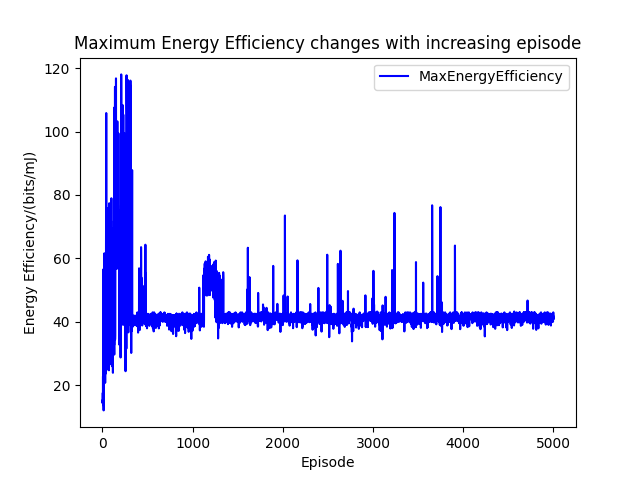 Maximum Energy Efficiency changes with increasing episode
MaxEnergyEfficiency
120
100
80
60
40
20
Energy Efficiency/(bits/mJ)
0 1000 2000 3000 4000 5000
Episode